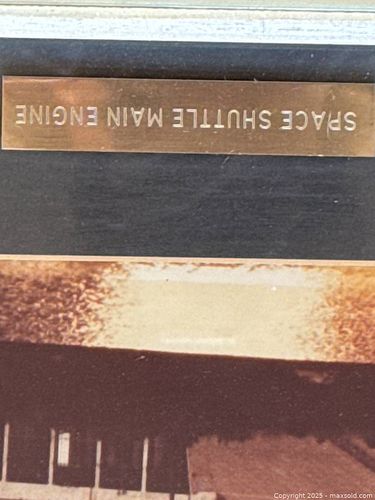 SPACE SHUTTLE MAIN ENGINE
Copyright 2025 - maxsold.com